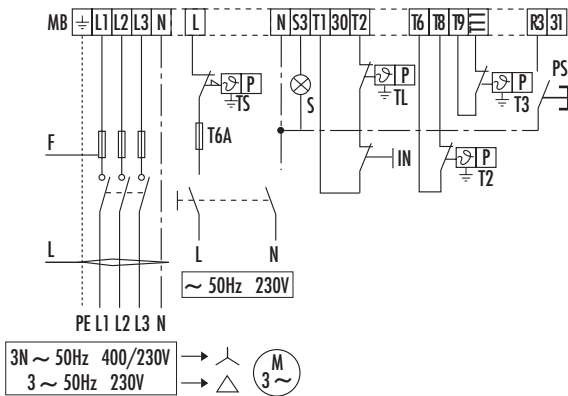 MB ⏚ L1 L2 L3 N L N S3 T1 30 T2 T6 T8 T9 R3 31
ϑ P
TS
S
ϑ P
TL
ϑ P
T3
PS
F
T6A
IN
ϑ P
T2
L
L N
~ 50Hz 230V
PE L1 L2 L3 N
3N ~ 50Hz 400/230V
3 ~ 50Hz 230V
M
3 ~